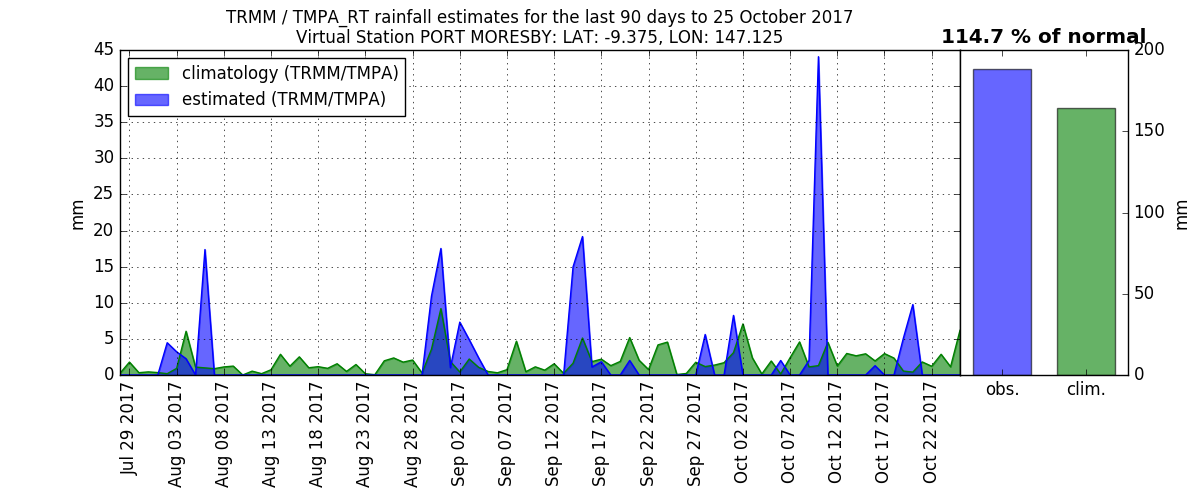 TRMM / TMPA_RT rainfall estimates for the last 90 days to 25 October 2017
Virtual Station PORT MORESBY: LAT: -9.375, LON: 147.125
114.7 % of normal
climatology (TRMM/TMPA)
estimated (TRMM/TMPA)
45
40
35
30
25
20
15
10
5
0
mm
Jul 29 2017
Aug 03 2017
Aug 08 2017
Aug 13 2017
Aug 18 2017
Aug 23 2017
Aug 28 2017
Sep 02 2017
Sep 07 2017
Sep 12 2017
Sep 17 2017
Sep 22 2017
Sep 27 2017
Oct 02 2017
Oct 07 2017
Oct 12 2017
Oct 17 2017
Oct 22 2017
obs.
clim.
200
150
100
50
0
mm